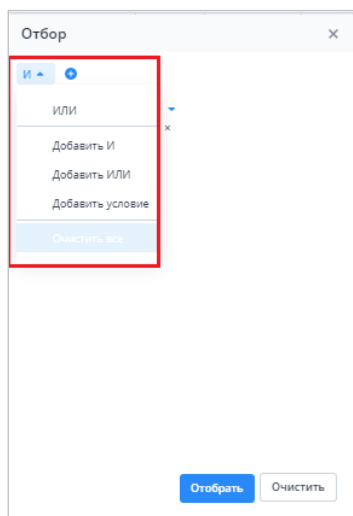 Отбор
И
ИЛИ
Добавить И
Добавить ИЛИ
Добавить условие
Очистить все
Отобрать Очистить